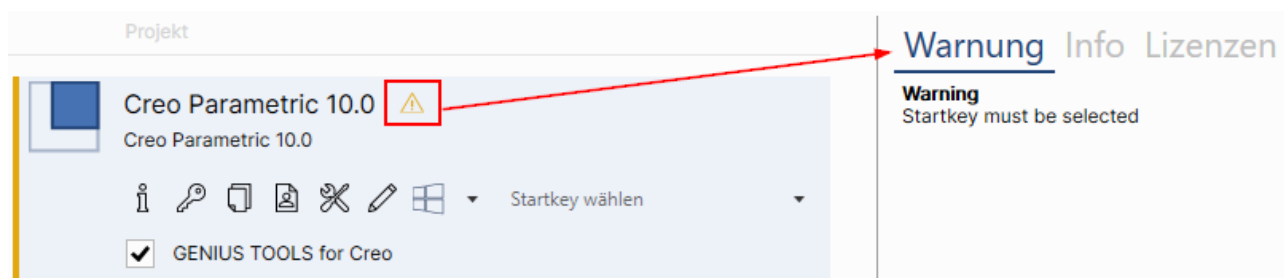 Projekt
Creo Parametric 10.0
Creo Parametric 10.0
Startkey wählen
GENIUS TOOLS for Creo
Warnung Info Lizenzen
Warning
Startkey must be selected